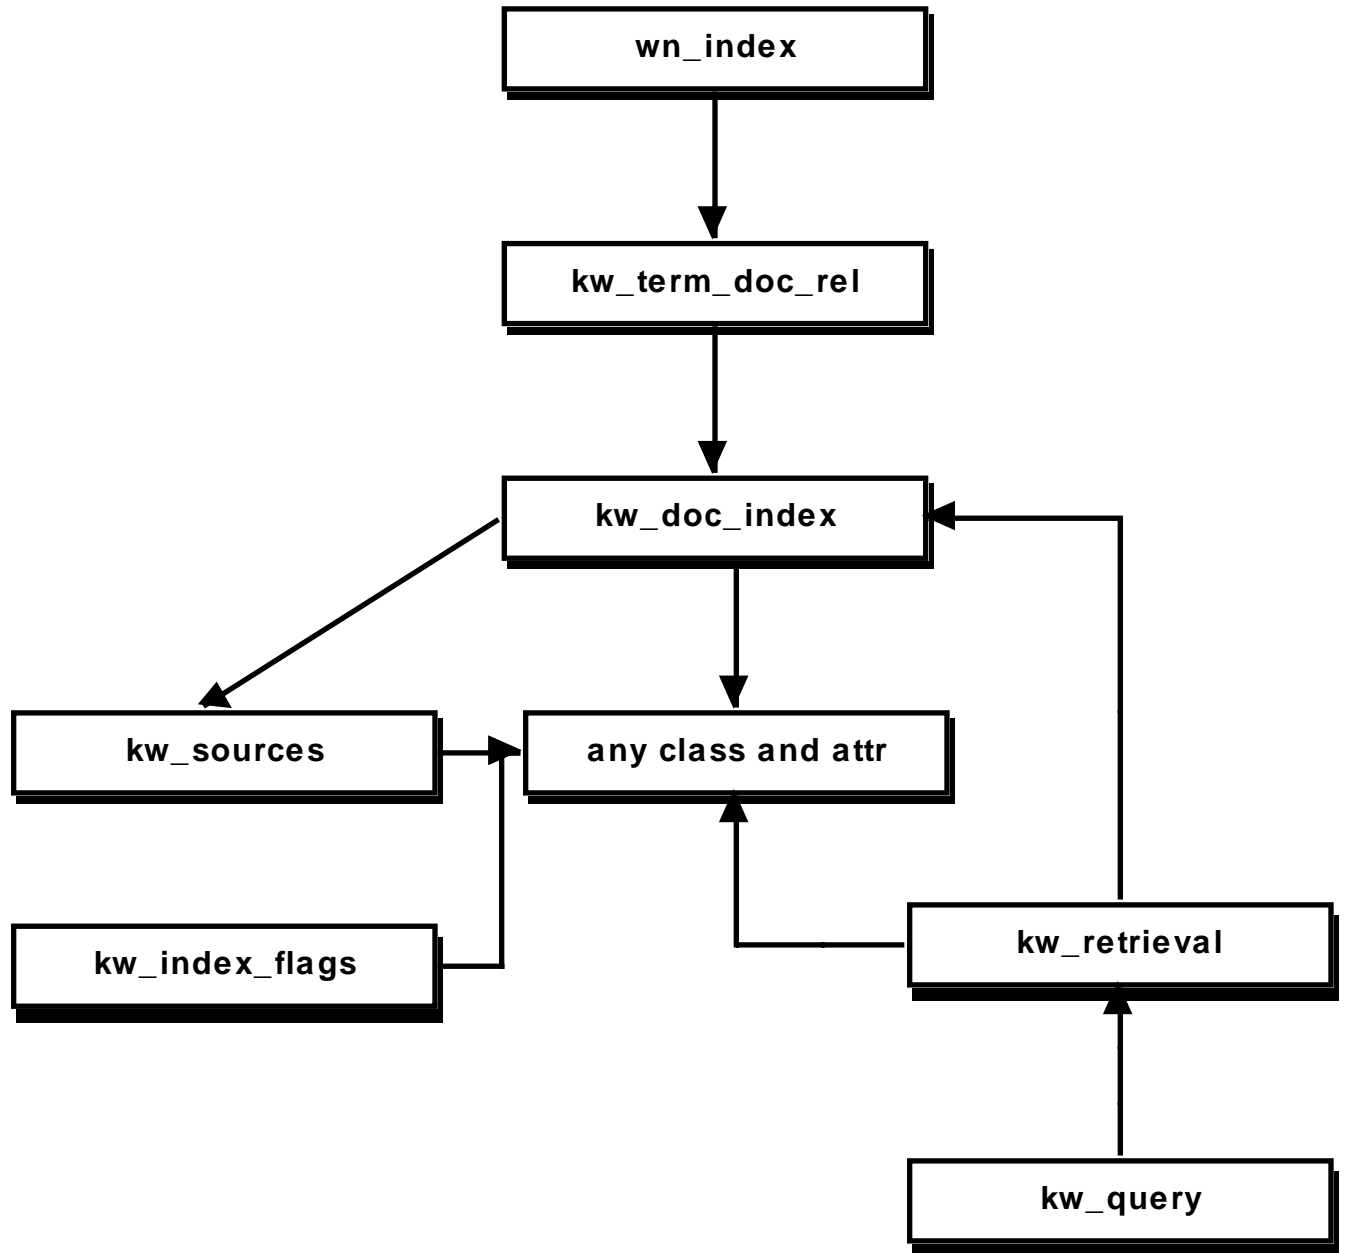 wn_index
kw_term_doc_rel
kw_doc_index
kw_sources
any class and attr
kw_index_flags
kw_retrieval
kw_query